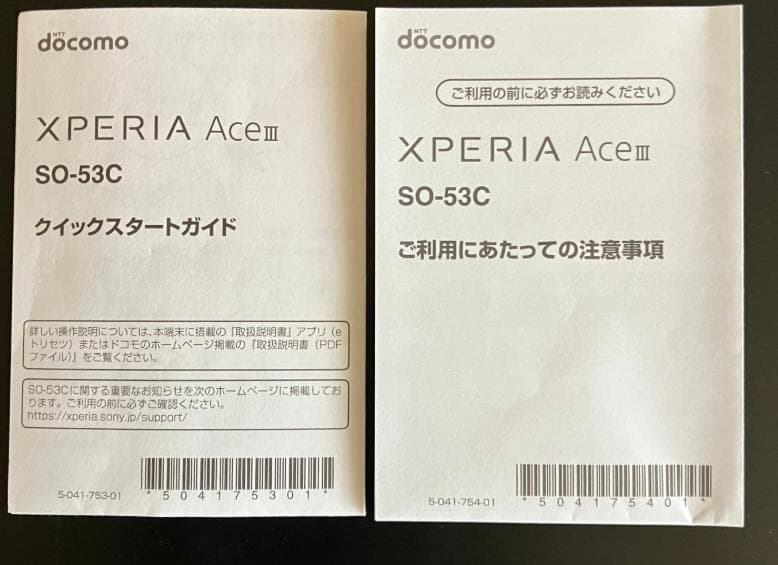 NTT
docomo
XPERIA Ace III
SO-53C
クイックスタートガイド
詳しい操作説明については、本端末に搭載の『取扱説明書』アプリ（e
トリセツ）またはドコモのホームページ掲載の『取扱説明書（PDF
ファイル）』をご覧ください。
SO-53Cに関する重要なお知らせを次のホームページに掲載してお
ります。ご利用の前に必ずご確認ください。
https://xperia.sony.jp/support/
5-041-753-01
*504175301*
NTT
docomo
ご利用の前に必ずお読みください
XPERIA Ace III
SO-53C
ご利用にあたっての注意事項
5-041-754-01
*504175401*